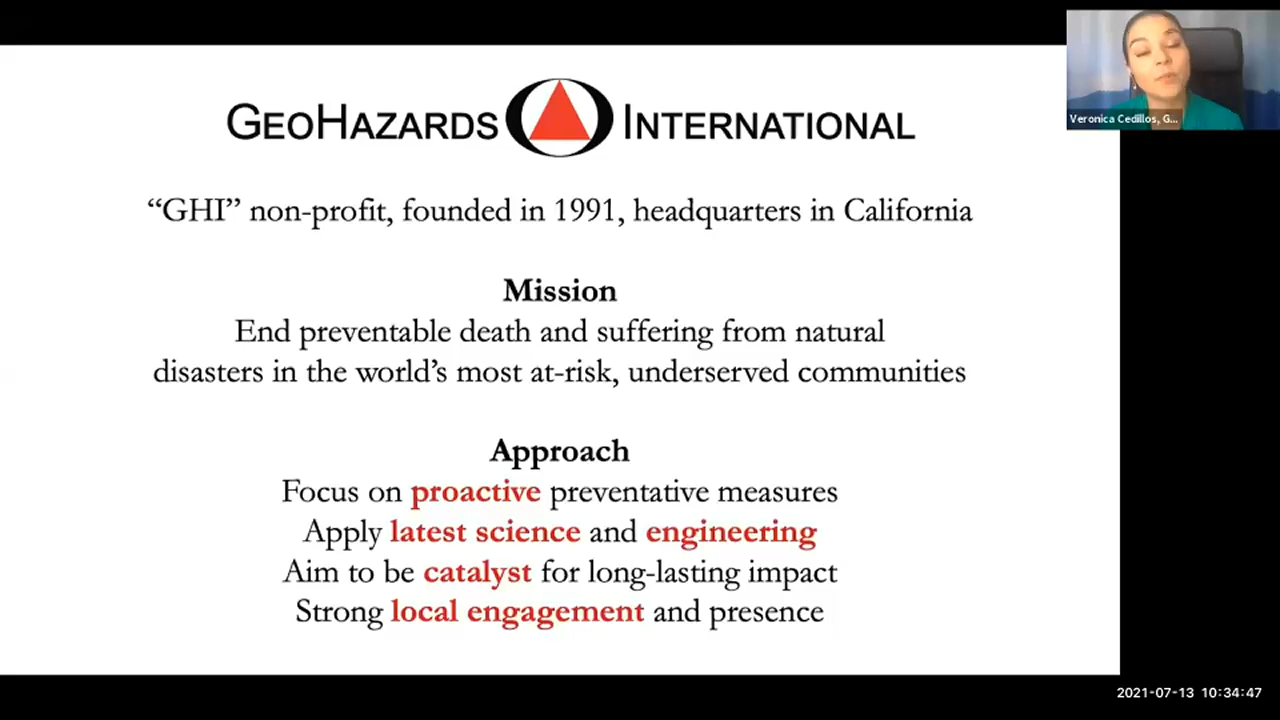 GEOHAZARDS INTERNATIONAL
“GHI” non-profit, founded in 1991, headquarters in California
Mission
End preventable death and suffering from natural
disasters in the world’s most at-risk, underserved communities
Approach
Focus on proactive preventative measures
Apply latest science and engineering
Aim to be catalyst for long-lasting impact
Strong local engagement and presence
Veronica Cedillos, G...
2021-07-13 10:34:47